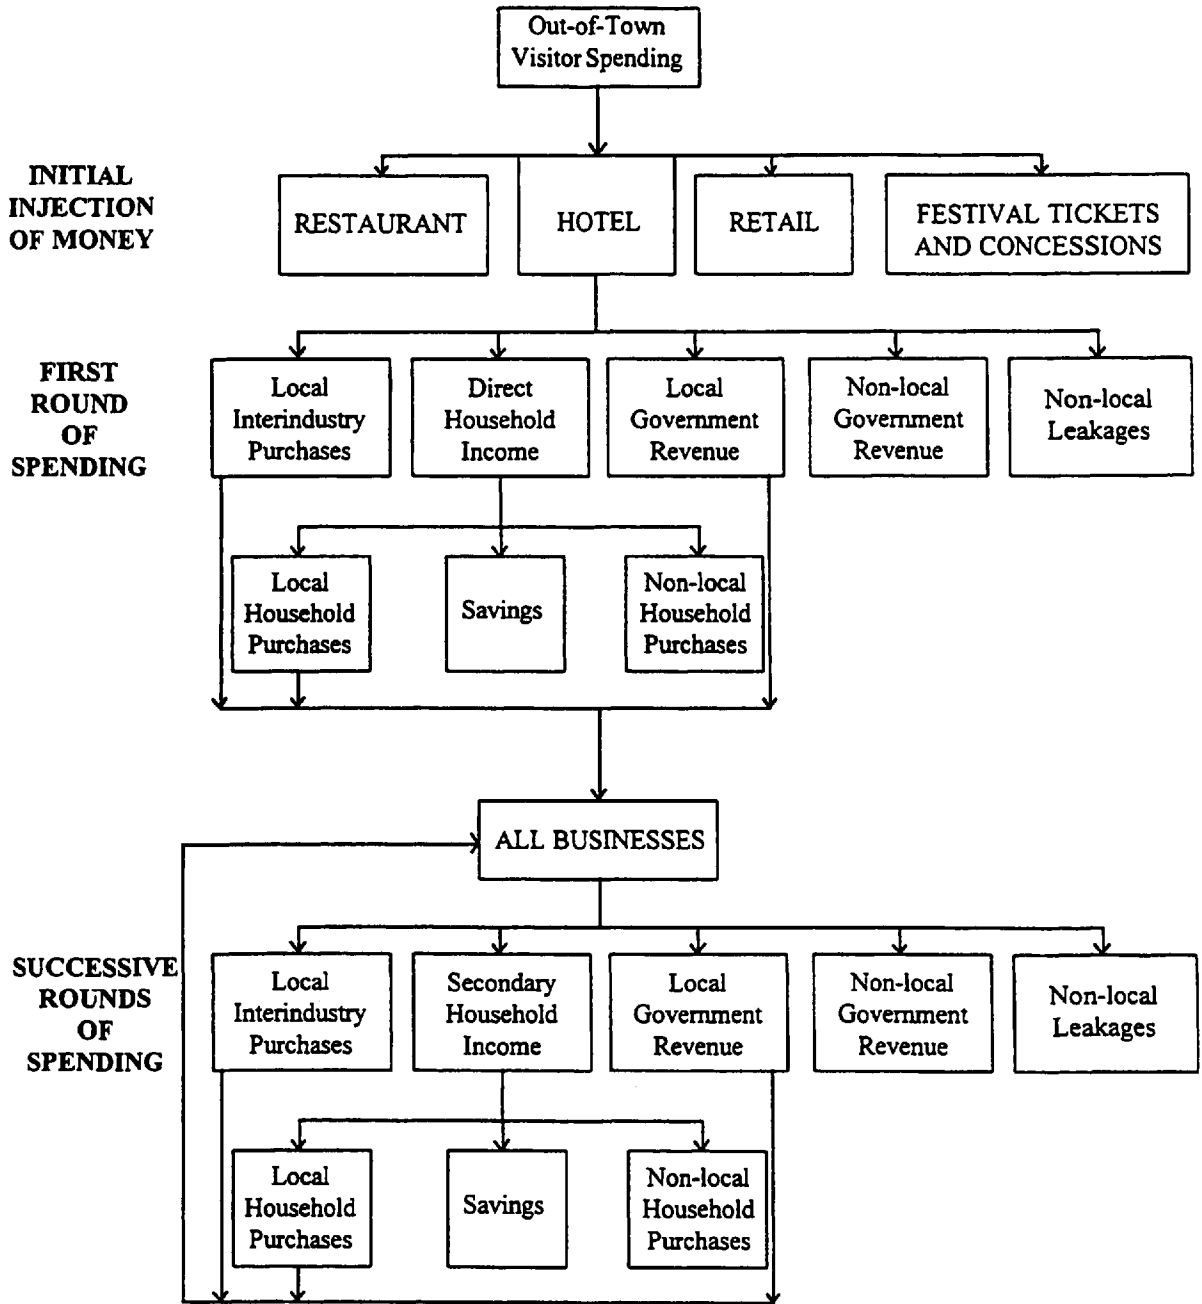 Out-of-Town
Visitor Spending
INITIAL
INJECTION
OF MONEY
RESTAURANT
HOTEL
RETAIL
FESTIVAL TICKETS
AND CONCESSIONS
FIRST
ROUND
OF
SPENDING
Local
Interindustry
Purchases
Direct
Household
Income
Local
Government
Revenue
Non-local
Government
Revenue
Non-local
Leakages
Local
Household
Purchases
Savings
Non-local
Household
Purchases
ALL BUSINESSES
SUCCESSIVE
ROUNDS
OF
SPENDING
Local
Interindustry
Purchases
Secondary
Household
Income
Local
Government
Revenue
Non-local
Government
Revenue
Non-local
Leakages
Local
Household
Purchases
Savings
Non-local
Household
Purchases